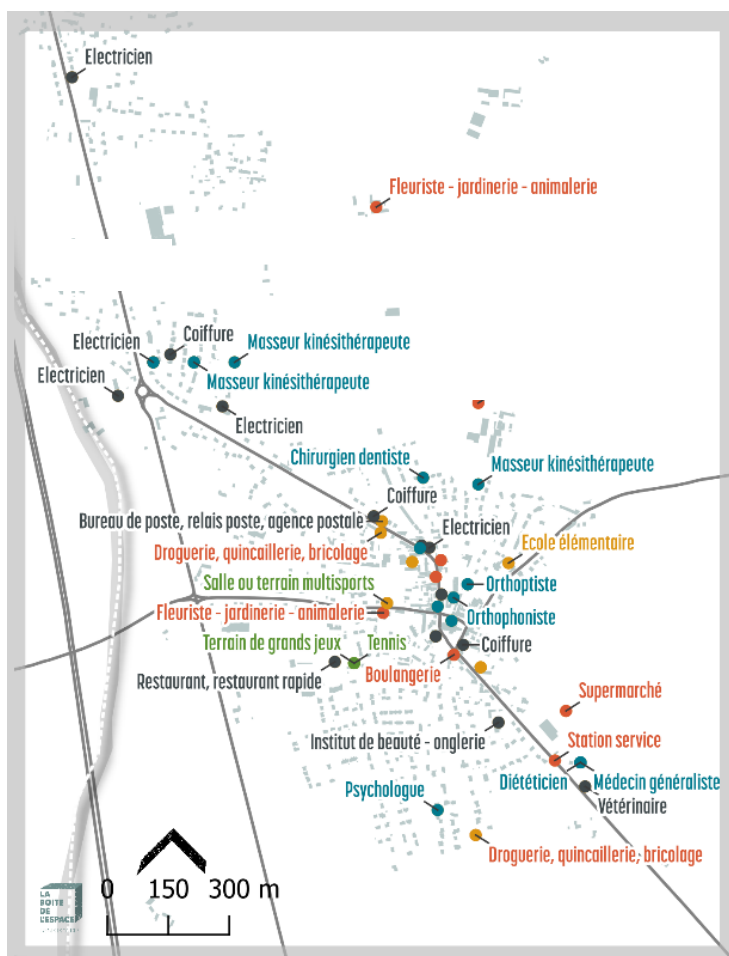 Electricien
Fleuriste - jardinerie - animalerie
Coiffure
Electricien
Masseur kinésithérapeute
Electricien
Masseur kinésithérapeute
Electricien
Chirurgien dentiste
Masseur kinésithérapeute
Coiffure
Bureau de poste, relais poste, agence postale
Electricien
Ecole élémentaire
Droguerie, quincaillerie, bricolage
Salle ou terrain multisports
Orthoptiste
Fleuriste - jardinerie - animalerie
Orthophoniste
Terrain de grands jeux
Tennis
Coiffure
Boulangerie
Restaurant, restaurant rapide
Supermarché
Institut de beauté - onglerie
Station service
Diététicien
Médecin généraliste
Psychologue
Vétérinaire
Droguerie, quincaillerie, bricolage
0 150 300 m
LA
BOITE
DE
L'ESPACE